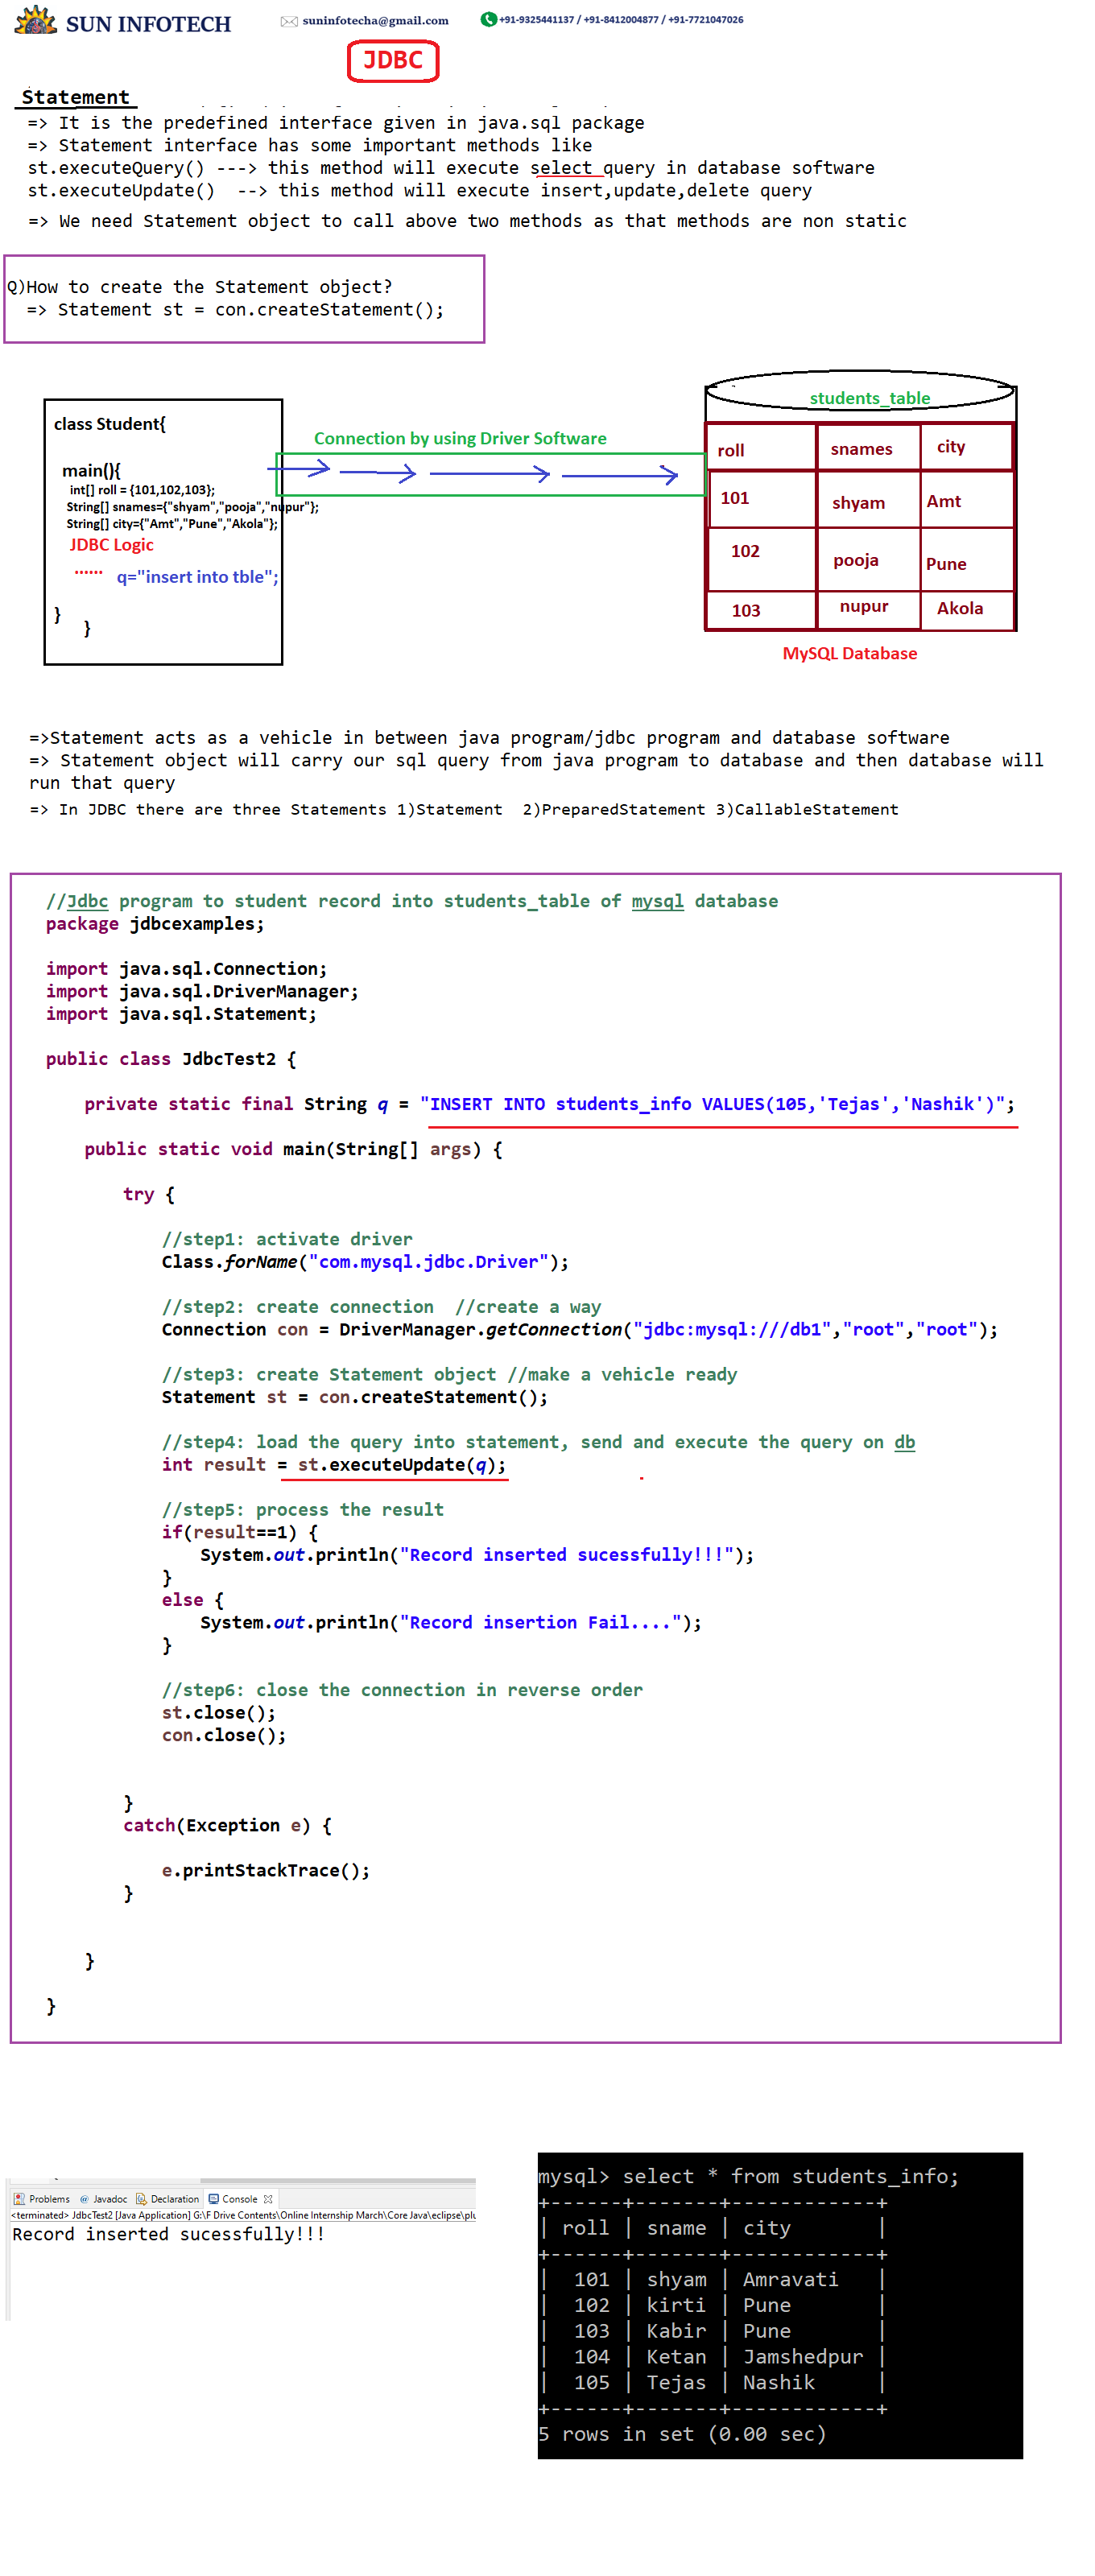 SUN INFOTECH
suninfotecha@gmail.com
+91-9325441137 / +91-8412004877 / +91-7721047026
JDBC
Statement
=> It is the predefined interface given in java.sql package
=> Statement interface has some important methods like
st.executeQuery() ---> this method will execute select query in database software
st.executeUpdate()  --> this method will execute insert,update,delete query
=> We need Statement object to call above two methods as that methods are non static
Q)How to create the Statement object?
=> Statement st = con.createStatement();
class Student{
main(){
int[] roll = {101,102,103};
String[] snames={"shyam","pooja","nupur"};
String[] city={"Amt","Pune","Akola"};
JDBC Logic
...... q="insert into tble";
}
}
Connection by using Driver Software
students_table
roll snames city
101 shyam Amt
102 pooja Pune
103 nupur Akola
MySQL Database
=>Statement acts as a vehicle in between java program/jdbc program and database software
=> Statement object will carry our sql query from java program to database and then database will
run that query
=> In JDBC there are three Statements 1)Statement  2)PreparedStatement 3)CallableStatement
//Jdbc program to student record into students_table of mysql database
package jdbcexamples;
import java.sql.Connection;
import java.sql.DriverManager;
import java.sql.Statement;
public class JdbcTest2 {
private static final String q = "INSERT INTO students_info VALUES(105,'Tejas','Nashik')";
public static void main(String[] args) {
try {
//step1: activate driver
Class.forName("com.mysql.jdbc.Driver");
//step2: create connection  //create a way
Connection con = DriverManager.getConnection("jdbc:mysql:///db1","root","root");
//step3: create Statement object //make a vehicle ready
Statement st = con.createStatement();
//step4: load the query into statement, send and execute the query on db
int result = st.executeUpdate(q);
//step5: process the result
if(result==1) {
System.out.println("Record inserted sucessfully!!!");
}
else {
System.out.println("Record insertion Fail....");
}
//step6: close the connection in reverse order
st.close();
con.close();
}
catch(Exception e) {
e.printStackTrace();
}
}
}
Problems @ Javadoc Declaration Console
<terminated> JdbcTest2 [Java Application] G:\F Drive Contents\Online Internship March\Core Java\eclipse\plu
Record inserted sucessfully!!!
mysql> select * from students_info;
+------+-------+------------+
| roll | sname | city       |
+------+-------+------------+
|  101 | shyam | Amravati   |
|  102 | kirti | Pune       |
|  103 | Kabir | Pune       |
|  104 | Ketan | Jamshedpur |
|  105 | Tejas | Nashik     |
+------+-------+------------+
5 rows in set (0.00 sec)